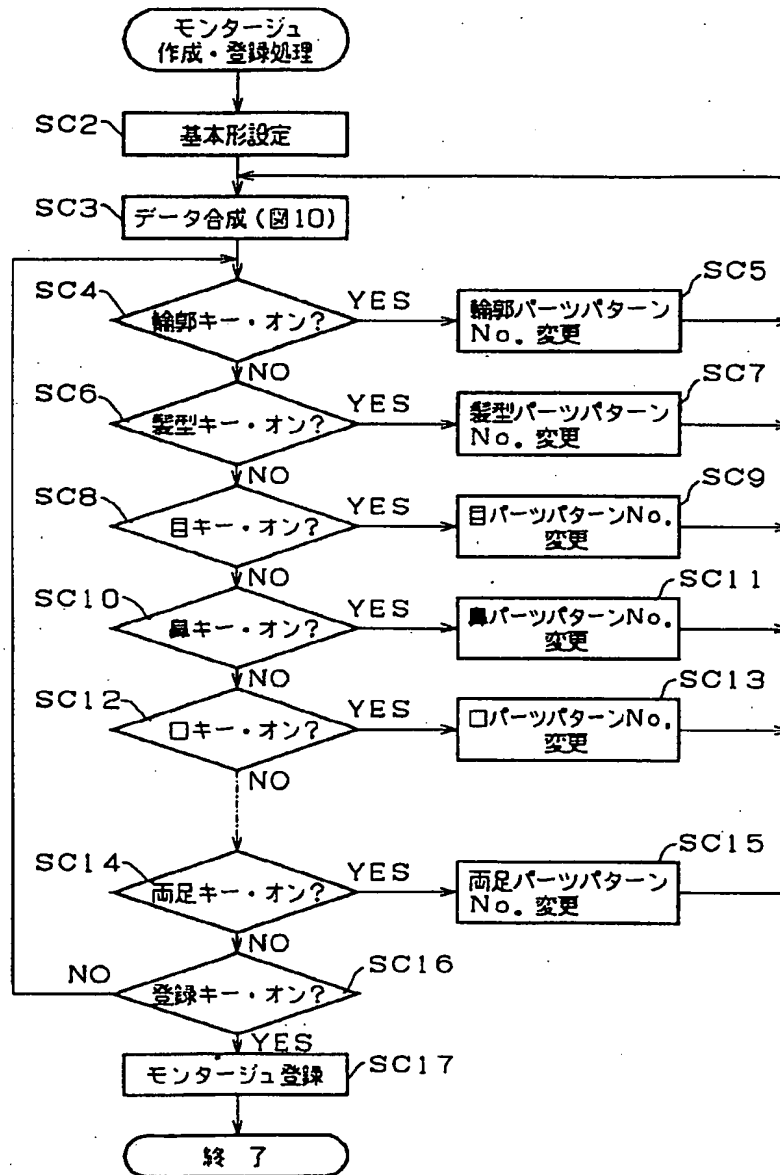 モンタージュ
作成・登録処理
SC2
基本形設定
SC3
データ合成(図10)
SC4
輪郭キー・オン?
YES
SC5
輪郭パーツパターン
No. 変更
NO
SC6
髪型キー・オン?
YES
SC7
髪型パーツパターン
No. 変更
NO
SC8
目キー・オン?
YES
SC9
目パーツパターンNo.
変更
NO
SC10
鼻キー・オン?
YES
SC11
鼻パーツパターンNo.
変更
NO
SC12
口キー・オン?
YES
SC13
口パーツパターンNo.
変更
NO
SC14
両足キー・オン?
YES
SC15
両足パーツパターン
No. 変更
NO
NO
登録キー・オン?
SC16
YES
モンタージュ登録
SC17
終 了